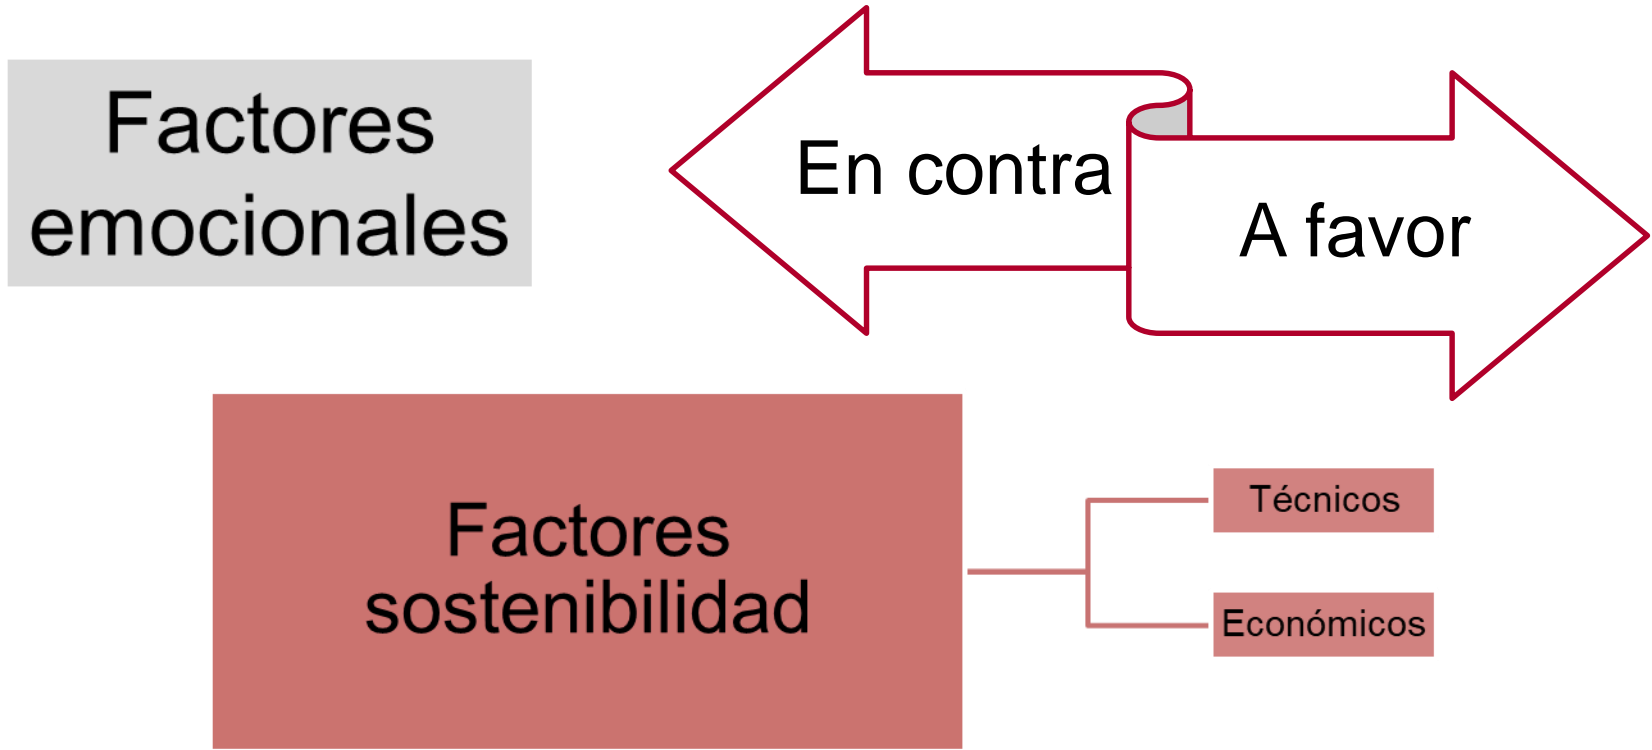 Factores
emocionales
En contra
A favor
Factores
sostenibilidad
Técnicos
Económicos